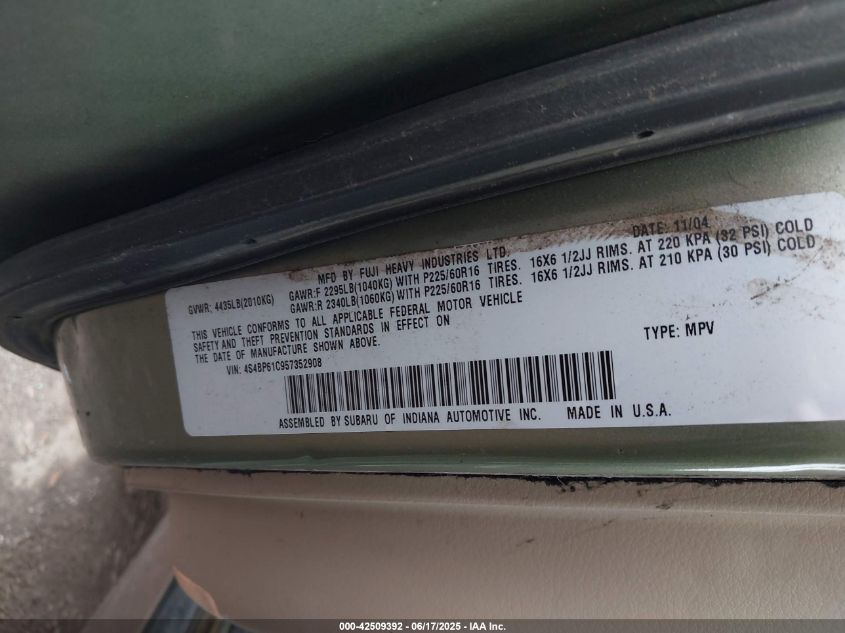 MFD BY FUJI HEAVY INDUSTRIES LTD. DATE: 11/04
GVWR: 4435LB(2010KG) GAWR:F 2295LB(1040KG) WITH P225/60R16 TIRES. 16X6 1/2JJ RIMS. AT 220 KPA (32 PSI) COLD
GAWR:R 2340LB(1060KG) WITH P225/60R16 TIRES. 16X6 1/2JJ RIMS. AT 210 KPA (30 PSI) COLD
THIS VEHICLE CONFORMS TO ALL APPLICABLE FEDERAL MOTOR VEHICLE
SAFETY AND THEFT PREVENTION STANDARDS IN EFFECT ON
THE DATE OF MANUFACTURE SHOWN ABOVE.
TYPE: MPV
VIN: 4S4BP61C957352908
ASSEMBLED BY SUBARU OF INDIANA AUTOMOTIVE INC. MADE IN U.S.A.
000-42509392 - 06/17/2025 - IAA Inc.